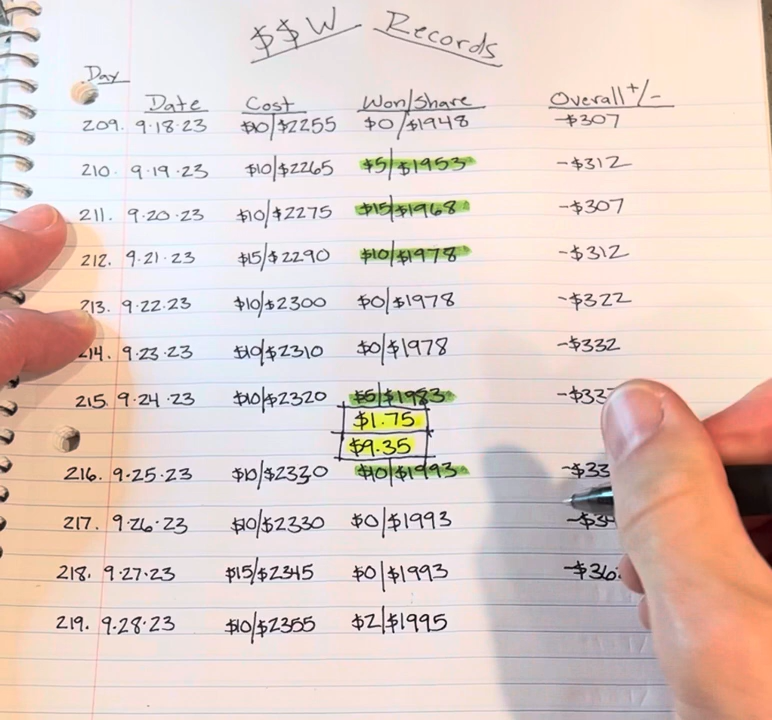 $$W Records
Day
Date Cost Won/Share Overall +/-
209. 9·18·23 $10/$2255 $0/$1948 -$307
210. 9·19·23 $10/$2265 $5/$1953 -$312
211. 9·20·23 $10/$2275 $15/$1968 -$307
212. 9·21·23 $15/$2290 $10/$1978 -$312
213. 9·22·23 $10/$2300 $0/$1978 -$322
214. 9·23·23 $10/$2310 $0/$1978 -$332
215. 9·24·23 $10/$2320 $5/$1983
$1.75
$9.35
216. 9·25·23 $10/$2330 $10/$1993
217. 9·26·23 $10/$2330 $0/$1993
218. 9·27·23 $15/$2345 $0/$1993
219. 9·28·23 $10/$2355 $2/$1995